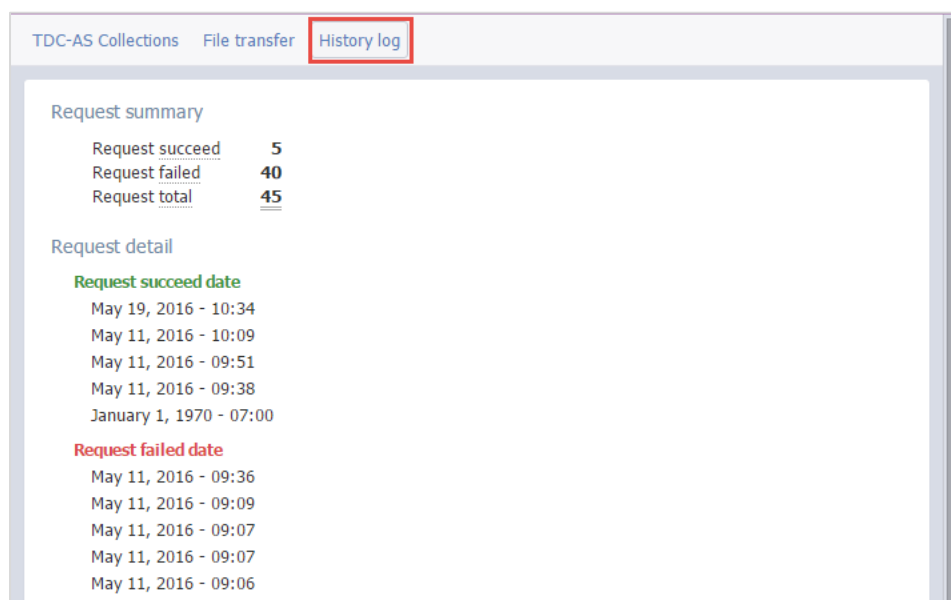 TDC-AS Collections File transfer History log
Request summary
Request succeed 5
Request failed 40
Request total 45
Request detail
Request succeed date
May 19, 2016 - 10:34
May 11, 2016 - 10:09
May 11, 2016 - 09:51
May 11, 2016 - 09:38
January 1, 1970 - 07:00
Request failed date
May 11, 2016 - 09:36
May 11, 2016 - 09:09
May 11, 2016 - 09:07
May 11, 2016 - 09:07
May 11, 2016 - 09:06